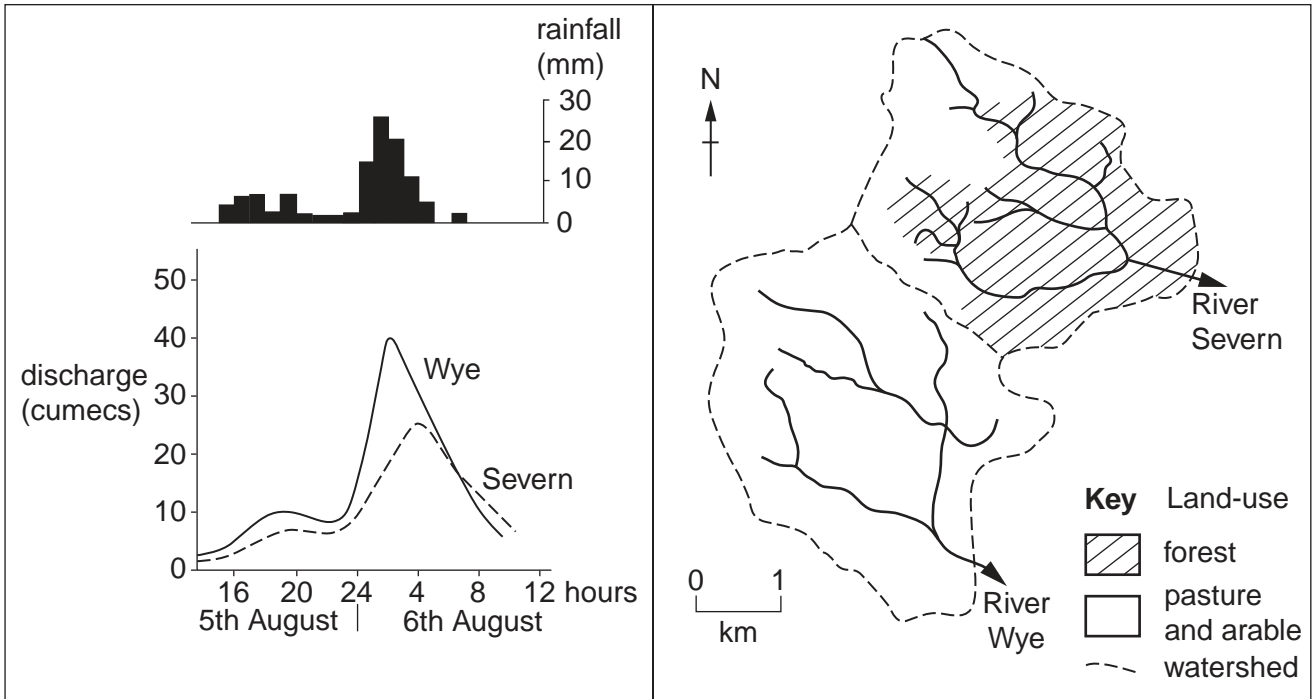 rainfall
(mm)
30
20
10
0
50
40
30
20
10
0
discharge
(cumecs)
Wye
Severn
16 20 24 4 8 12 hours
5th August 6th August
N
River
Severn
River
Wye
0 1
km
Key Land-use
forest
pasture
and arable
watershed